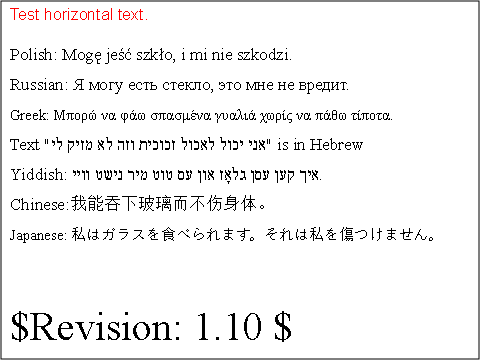 Test horizontal text.
Polish: Mogę jeść szkło, i mi nie szkodzi.
Russian: Я могу есть стекло, это мне не вредит.
Greek: Μπορώ να φάω σπασμένα γυαλιά χωρίς να πάθω τίποτα.
Text "אני יכול לאכול זכוכית וזה לא מזיק לי" is in Hebrew
Yiddish: איך קען עסן גלאָז און עס טוט מיר נישט וויי.
Chinese:我能吞下玻璃而不伤身体。
Japanese: 私はガラスを食べられます。それは私を傷つけません。
$Revision: 1.10 $